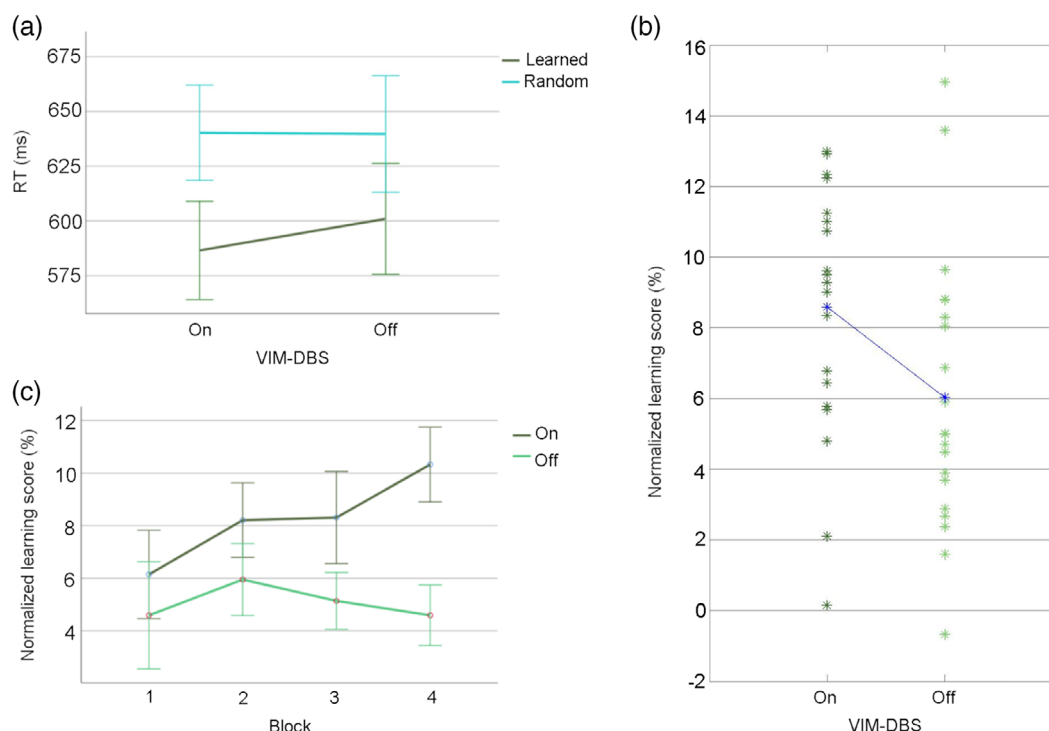 (a)
675
650
625
600
575
RT (ms)
On
Off
VIM-DBS
Learned
Random
(b)
16
14
12
10
8
6
4
2
0
-2
Normalized learning score (%)
On
Off
VIM-DBS
(c)
12
10
8
6
4
Normalized learning score (%)
1
2
3
4
Block
On
Off